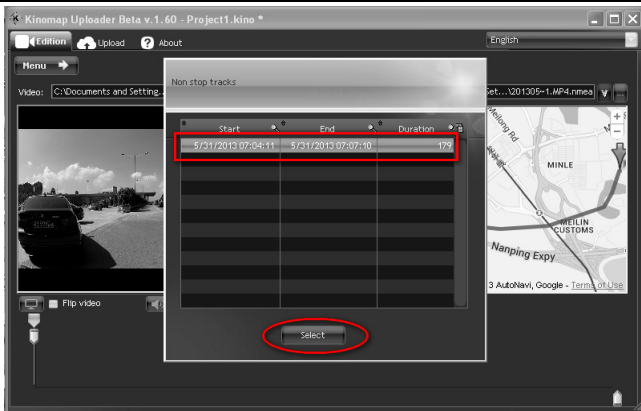 Kinomap Uploader Beta v.1.60 - Project1.kino *
Edition Upload ? About English
Menu
Video: C:\Documents and Setting... Set...\201305~1.MP4.nmea ...
Non stop tracks
Start End Duration
5/31/2013 07:04:11 5/31/2013 07:07:10 179
Meilong Rd
MINLE
MEILIN
CUSTOMS
Nanping Expy
3 AutoNavi, Google - Terms of Use
Flip video
Select